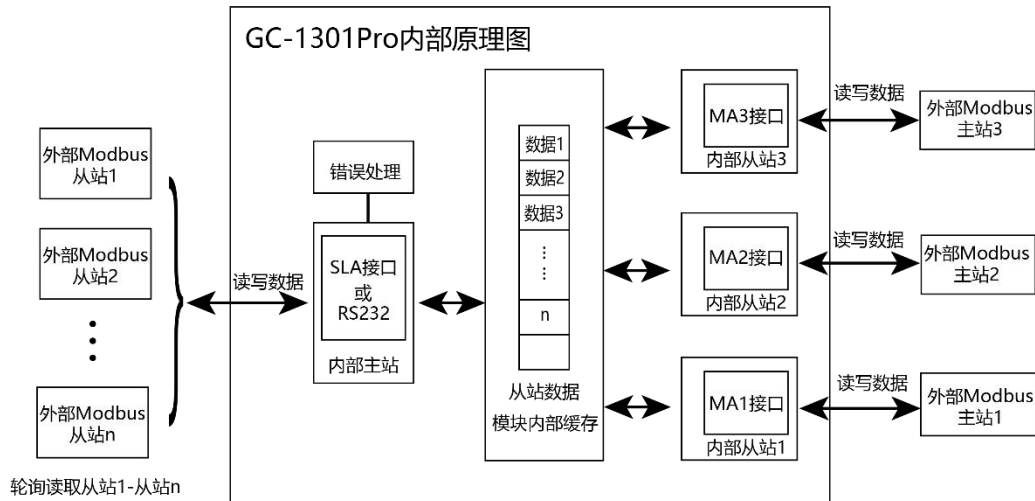 GC-1301Pro内部原理图
外部Modbus
从站1
外部Modbus
从站2
外部Modbus
从站n
轮询读取从站1-从站n
读写数据
错误处理
SLA接口
或
RS232
内部主站
数据1
数据2
数据3
n
从站数据
模块内部缓存
MA3接口
内部从站3
读写数据
外部Modbus
主站3
MA2接口
内部从站2
读写数据
外部Modbus
主站2
MA1接口
内部从站1
读写数据
外部Modbus
主站1